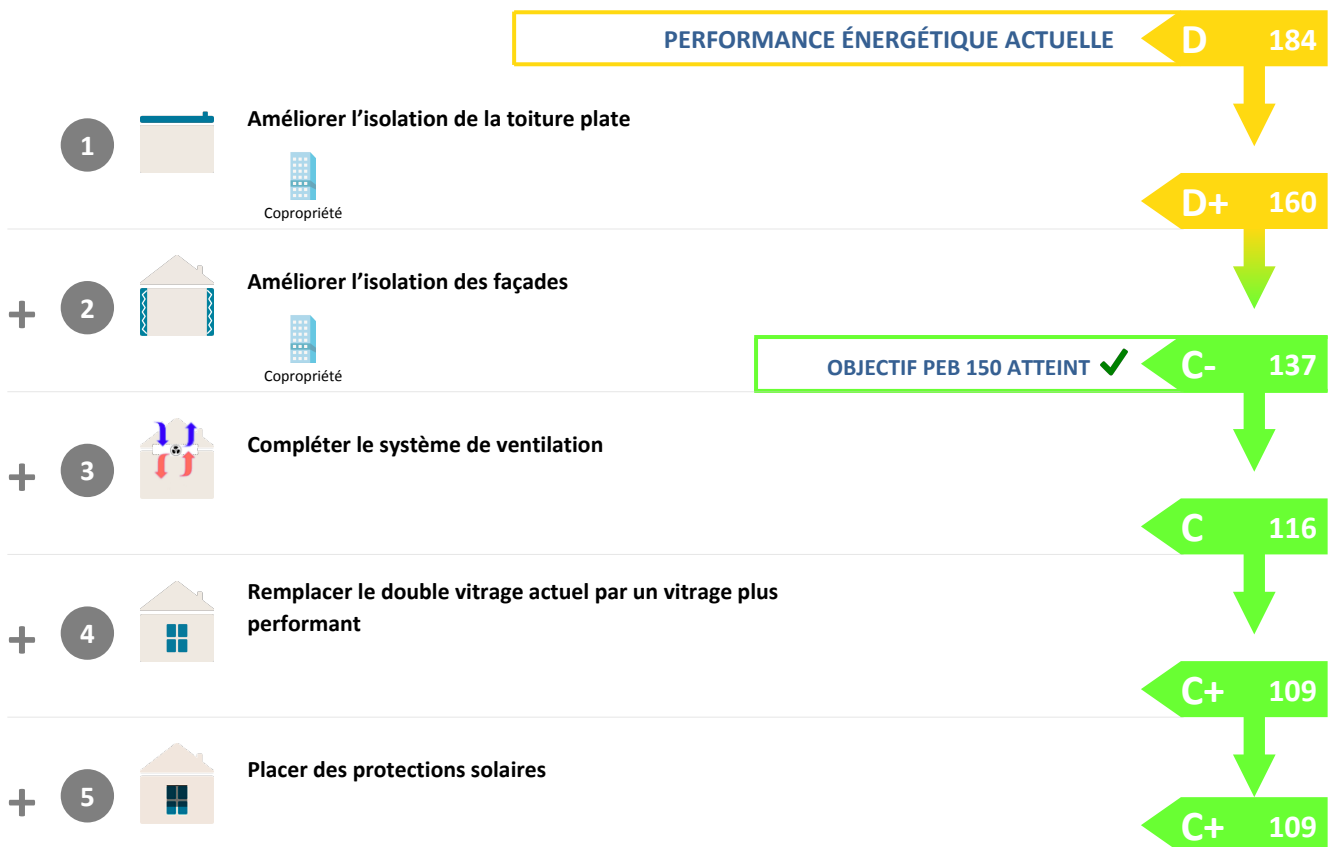 PERFORMANCE ÉNERGÉTIQUE ACTUELLE D 184
1 Améliorer l’isolation de la toiture plate
Copropriété
D+ 160
+ 2 Améliorer l’isolation des façades
Copropriété
OBJECTIF PEB 150 ATTEINT ✓ C- 137
+ 3 Compléter le système de ventilation
C 116
+ 4 Remplacer le double vitrage actuel par un vitrage plus
performant
C+ 109
+ 5 Placer des protections solaires
C+ 109